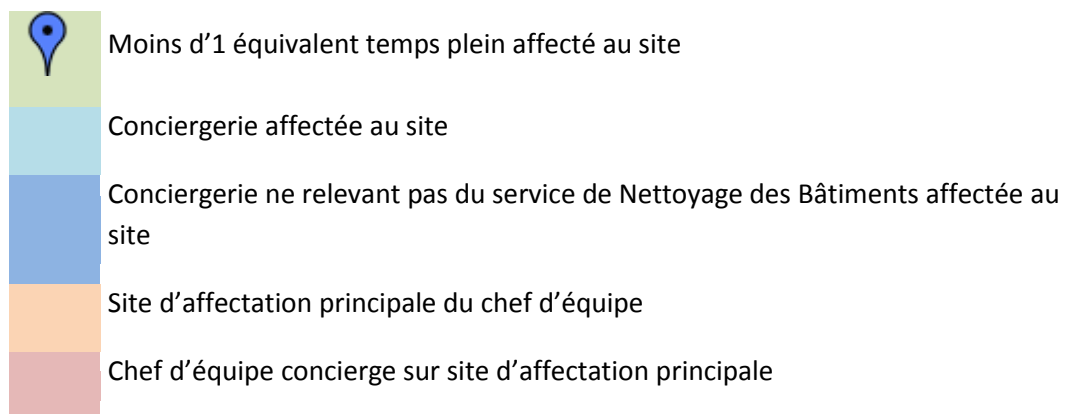 Moins d’1 équivalent temps plein affecté au site
Conciergerie affectée au site
Conciergerie ne relevant pas du service de Nettoyage des Bâtiments affectée au
site
Site d’affectation principale du chef d’équipe
Chef d’équipe concierge sur site d’affectation principale